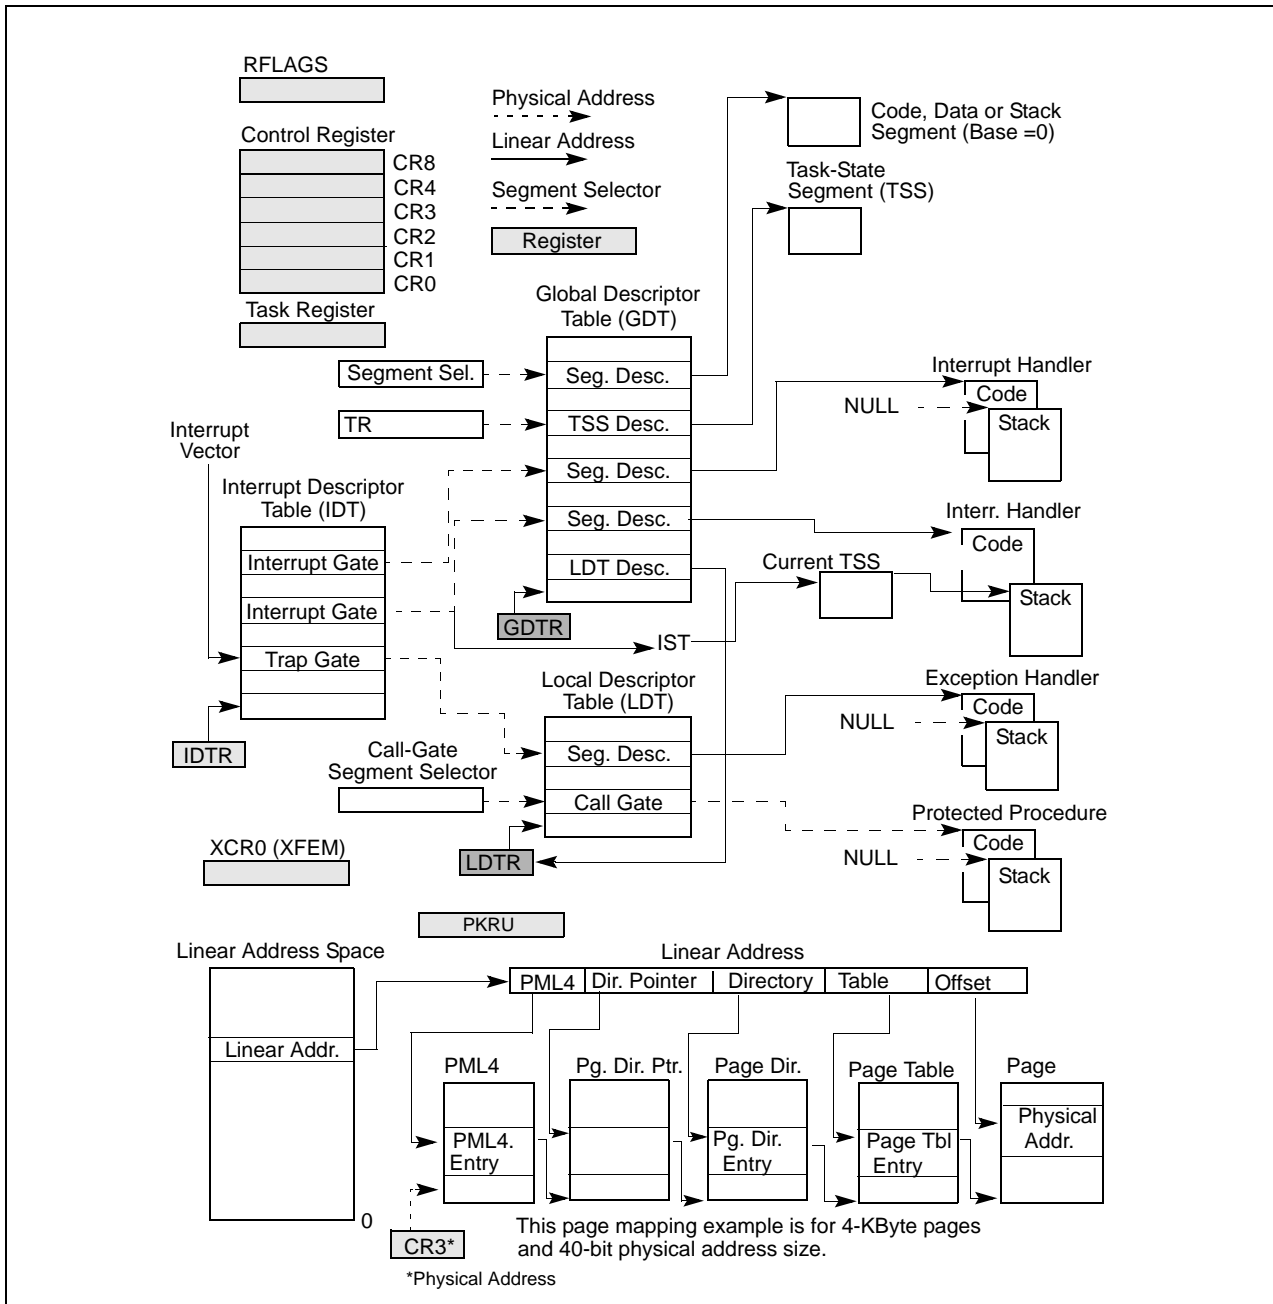 RFLAGS
Physical Address
Code, Data or Stack
Segment (Base =0)
Control Register
Linear Address
CR8
CR4
CR3
CR2
CR1
CR0
Task-State
Segment (TSS)
Segment Selector
Register
Task Register
Global Descriptor
Table (GDT)
Segment Sel.
Seg. Desc.
Interrupt Handler
Code
NULL
Stack
TR
TSS Desc.
Interrupt
Vector
Seg. Desc.
Interrupt Descriptor
Table (IDT)
Seg. Desc.
Interr. Handler
Code
Interrupt Gate
LDT Desc.
Current TSS
Stack
Interrupt Gate
GDTR
IST
Trap Gate
Local Descriptor
Table (LDT)
Exception Handler
Code
NULL
Stack
IDTR
Call-Gate
Segment Selector
Seg. Desc.
Call Gate
Protected Procedure
Code
NULL
Stack
XCR0 (XFEM)
LDTR
PKRU
Linear Address Space
Linear Address
PML4
Dir. Pointer
Directory
Table
Offset
Linear Addr.
PML4
Pg. Dir. Ptr.
Page Dir.
Page Table
Page
Physical
Addr.
PML4.
Entry
Pg. Dir.
Entry
Page Tbl
Entry
0
This page mapping example is for 4-KByte pages
and 40-bit physical address size.
CR3*
*Physical Address